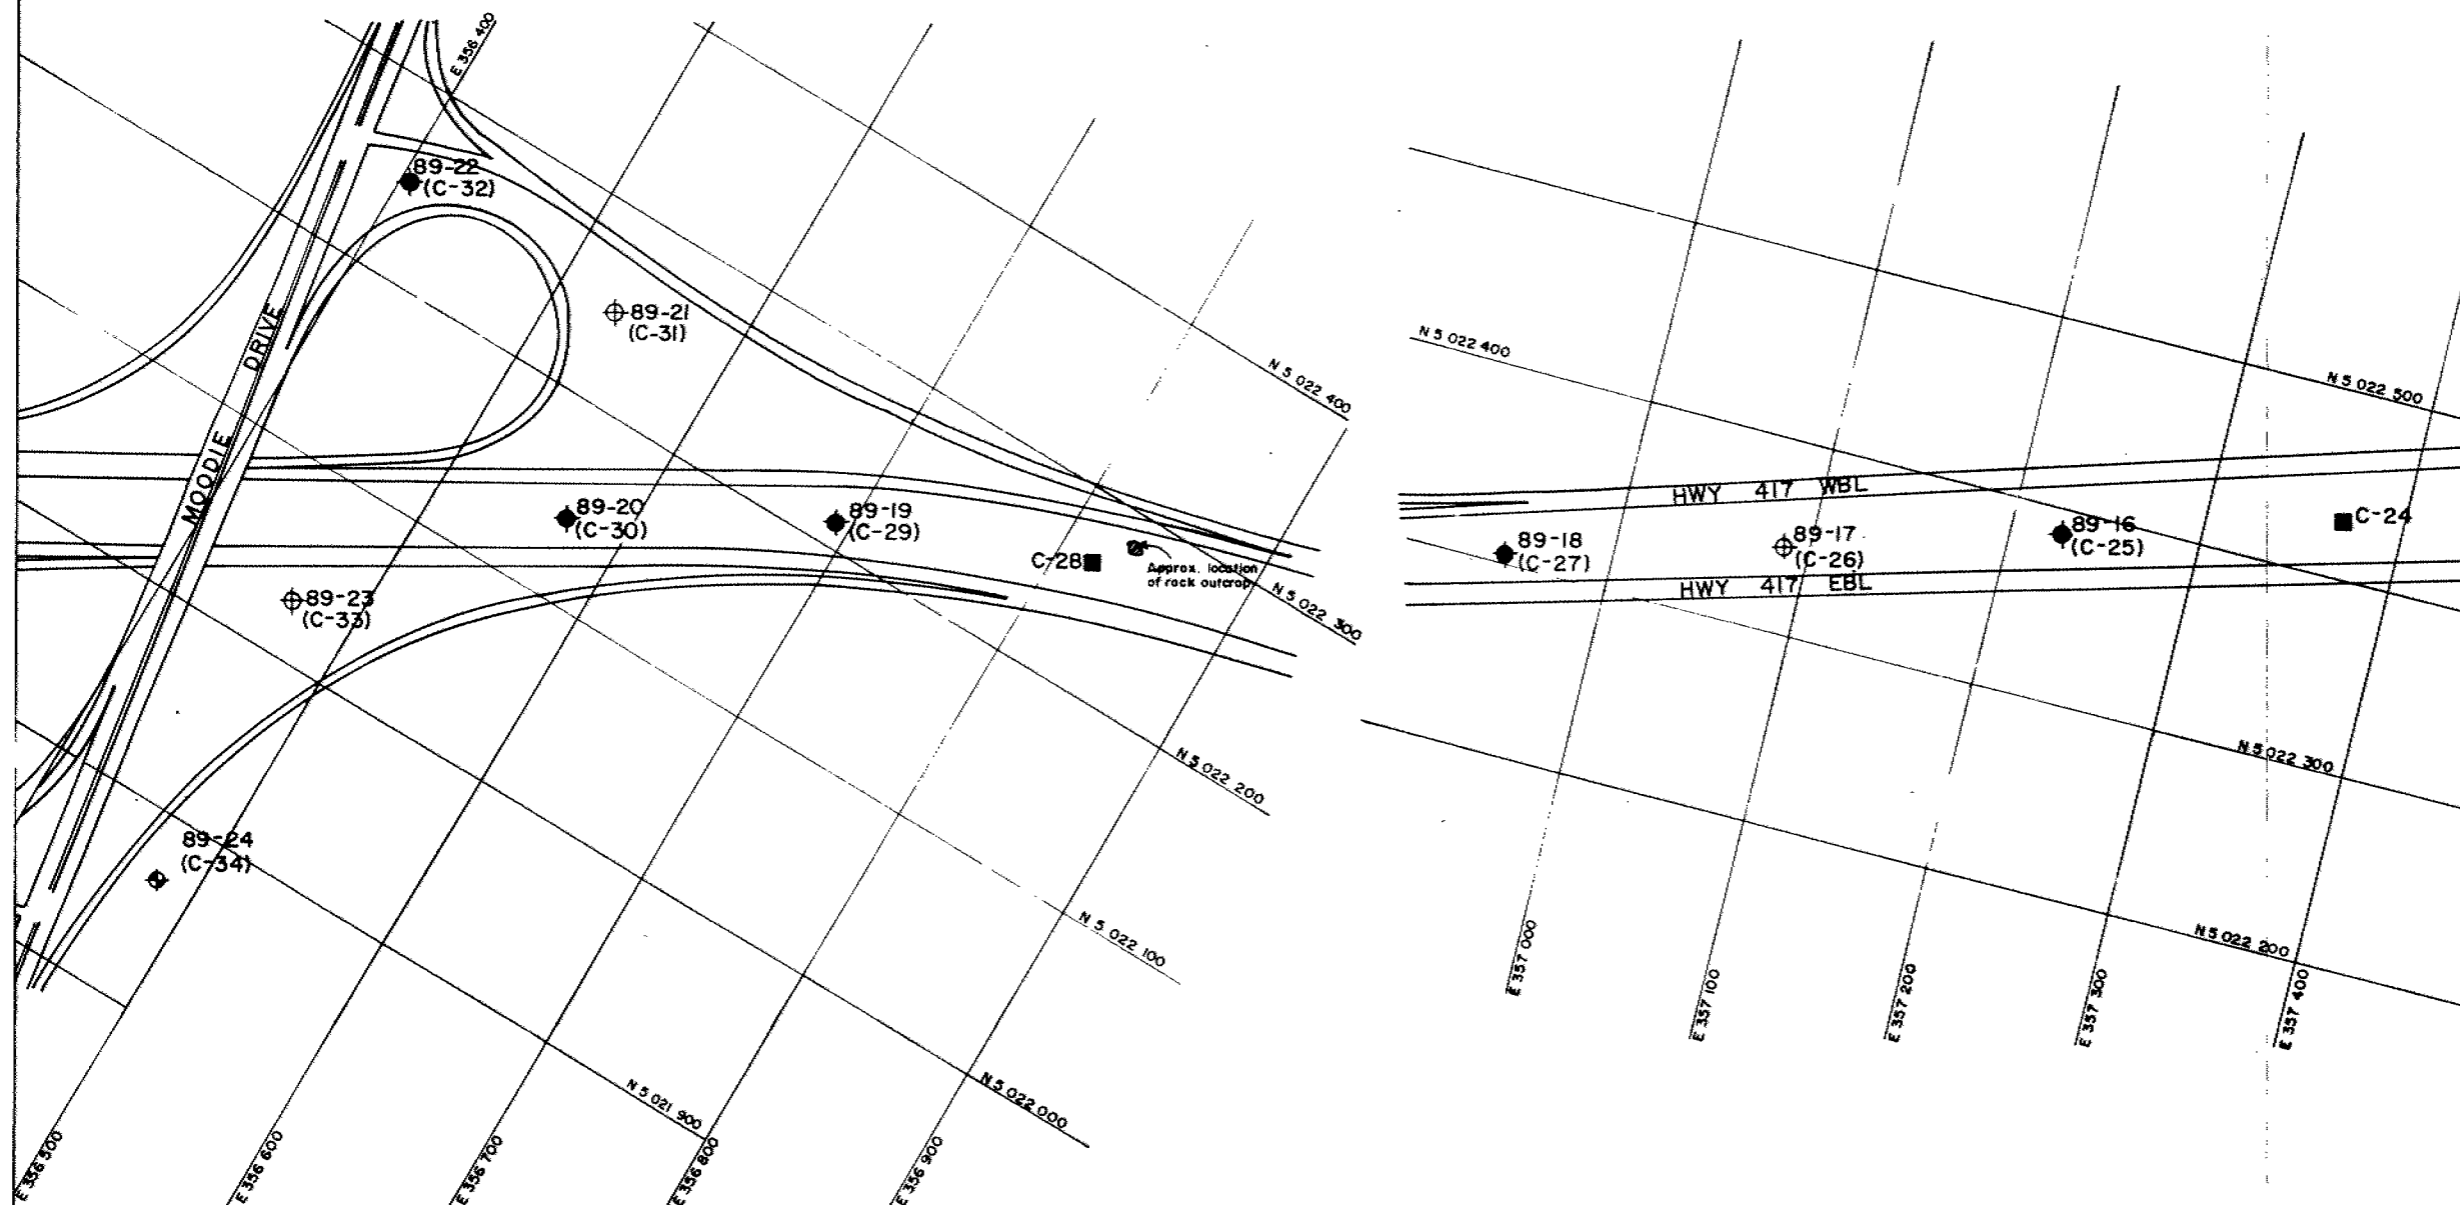 E 356 400
89-22
(C-32)
89-21
(C-31)
MOODIE DRIVE
N 5 022 400
89-20
(C-30)
89-19
(C-29)
C-28
Approx. location
of rock outcrop
N 5 022 300
89-23
(C-33)
N 5 022 200
89-24
(C-34)
N 5 022 100
N 5 022 000
N 5 021 900
E 356 500
E 356 600
E 356 700
E 356 800
E 356 900
N 5 022 400
N 5 022 500
HWY 417 WBL
89-18
(C-27)
89-17
(C-26)
89-16
(C-25)
C-24
HWY 417 EBL
N 5 022 300
N 5 022 200
E 357 000
E 357 100
E 357 200
E 357 300
E 357 400